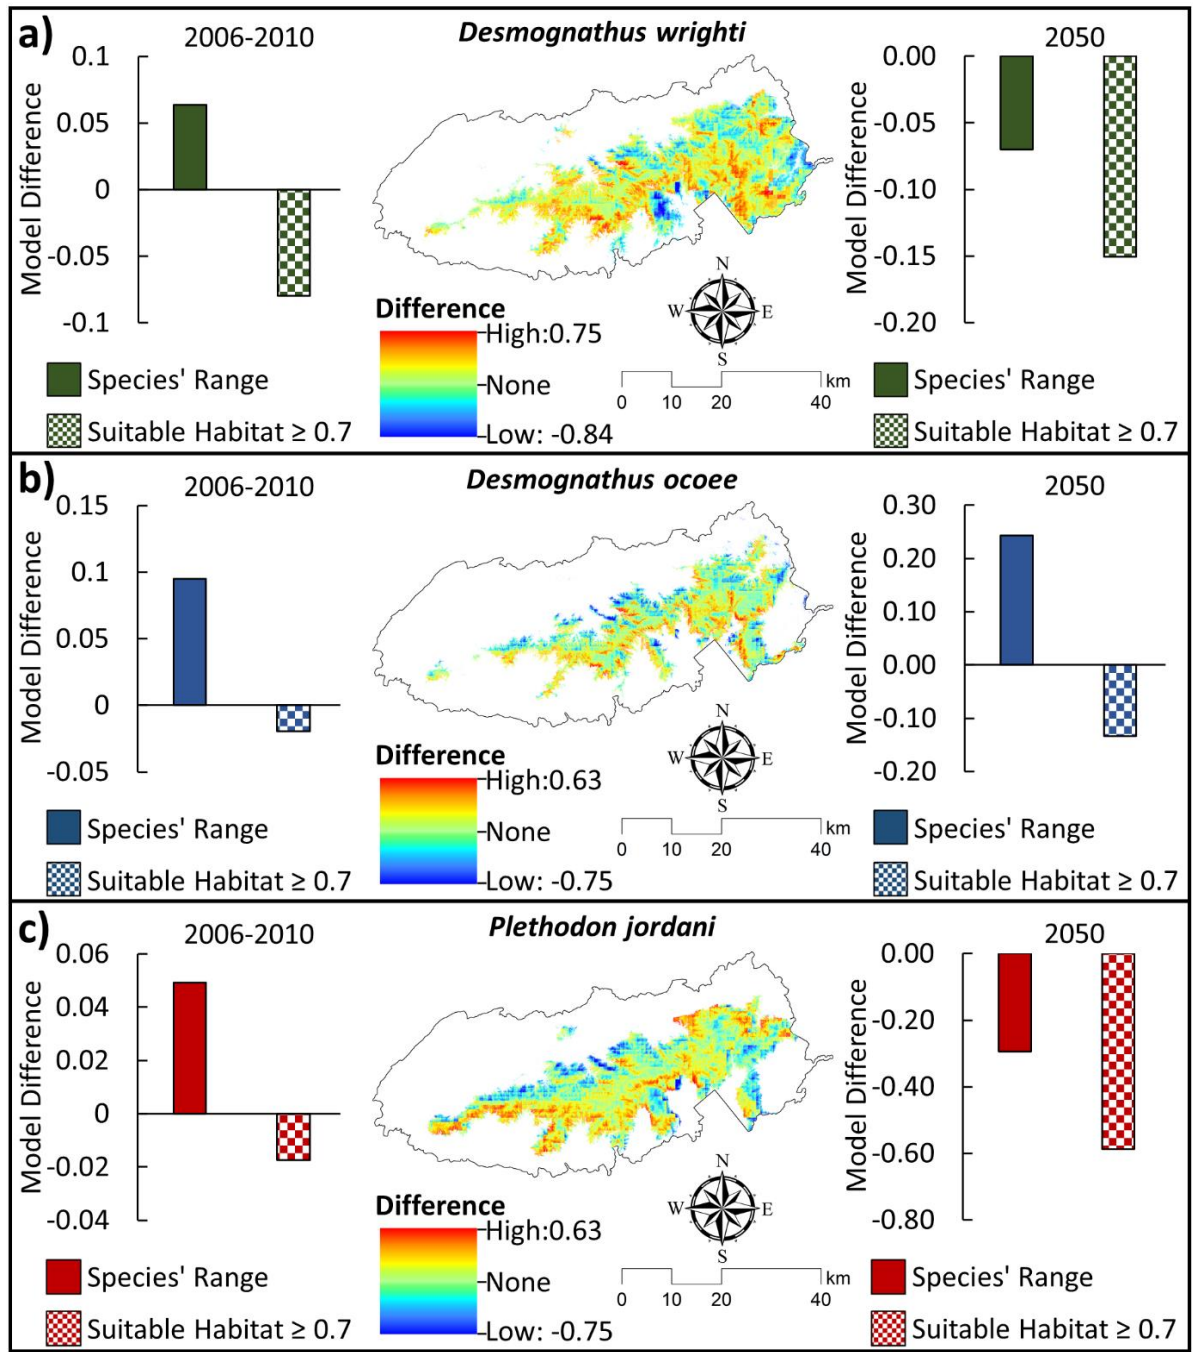 a)
2006-2010
Desmognathus wrighti
2050
Model Difference
0.1
0.05
0
-0.05
-0.1
Model Difference
0.00
-0.05
-0.10
-0.15
-0.20
N
W
E
S
Difference
High:0.75
None
Low: -0.84
km
0 10 20 40
Species' Range
Suitable Habitat ≥ 0.7
Species' Range
Suitable Habitat ≥ 0.7
b)
2006-2010
Desmognathus ocoee
2050
Model Difference
0.15
0.1
0.05
0
-0.05
Model Difference
0.30
0.20
0.10
0.00
-0.10
-0.20
N
W
E
S
Difference
High:0.63
None
Low: -0.75
km
0 10 20 40
Species' Range
Suitable Habitat ≥ 0.7
Species' Range
Suitable Habitat ≥ 0.7
c)
2006-2010
Plethodon jordani
2050
Model Difference
0.06
0.04
0.02
0
-0.02
-0.04
Model Difference
0.00
-0.20
-0.40
-0.60
-0.80
N
W
E
S
Difference
High:0.63
None
Low: -0.75
km
0 10 20 40
Species' Range
Suitable Habitat ≥ 0.7
Species' Range
Suitable Habitat ≥ 0.7